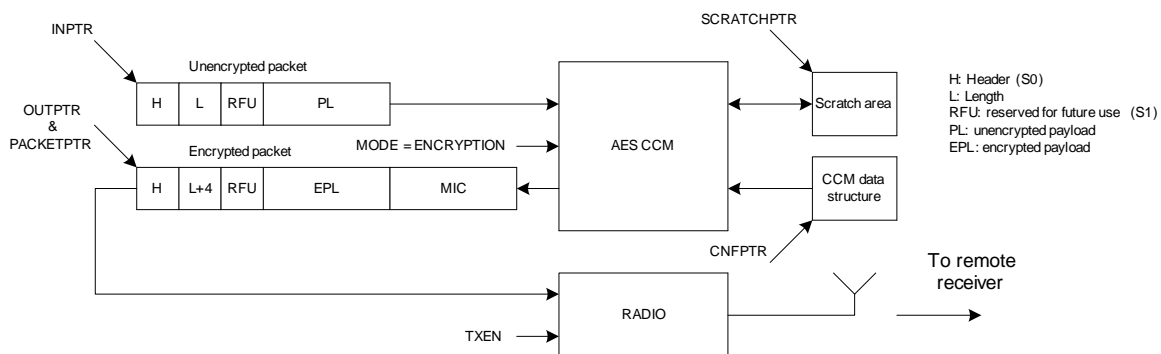 SCRATCHPTR
INPTR
Unencrypted packet
H L RFU PL
OUTPTR
&
PACKETPTR
Encrypted packet
H L+4 RFU EPL MIC
MODE = ENCRYPTION
AES CCM
Scratch area
CCM data
structure
CNFPTR
H: Header (S0)
L: Length
RFU: reserved for future use (S1)
PL: unencrypted payload
EPL: encrypted payload
To remote
receiver
RADIO
TXEN